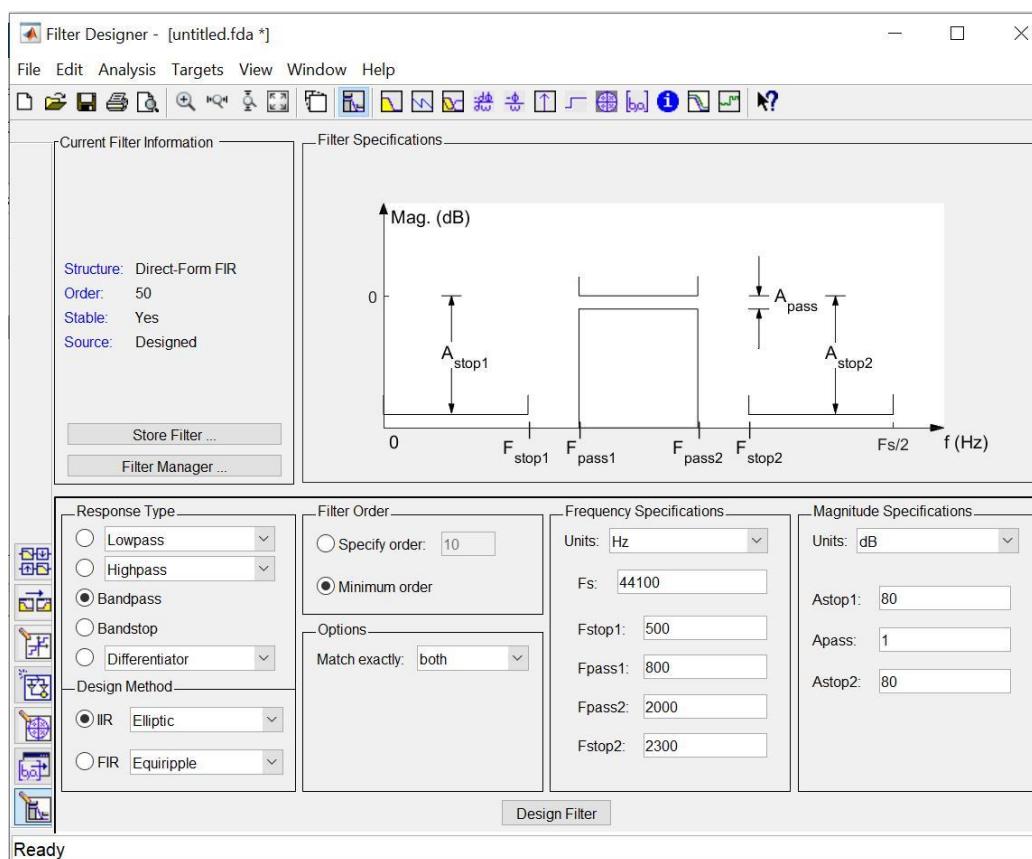 Filter Designer - [untitled.fda *]
File Edit Analysis Targets View Window Help
Current Filter Information
Structure: Direct-Form FIR
Order: 50
Stable: Yes
Source: Designed
Store Filter ...
Filter Manager ...
Filter Specifications
Mag. (dB)
0
A stop1
A pass
A stop2
0
F stop1
F pass1
F pass2
F stop2
Fs/2
f (Hz)
Response Type
Lowpass
Highpass
Bandpass
Bandstop
Differentiator
Design Method
IIR Elliptic
FIR Equiripple
Filter Order
Specify order: 10
Minimum order
Options
Match exactly: both
Frequency Specifications
Units: Hz
Fs: 44100
Fstop1: 500
Fpass1: 800
Fpass2: 2000
Fstop2: 2300
Magnitude Specifications
Units: dB
Astop1: 80
Apass: 1
Astop2: 80
Design Filter
Ready